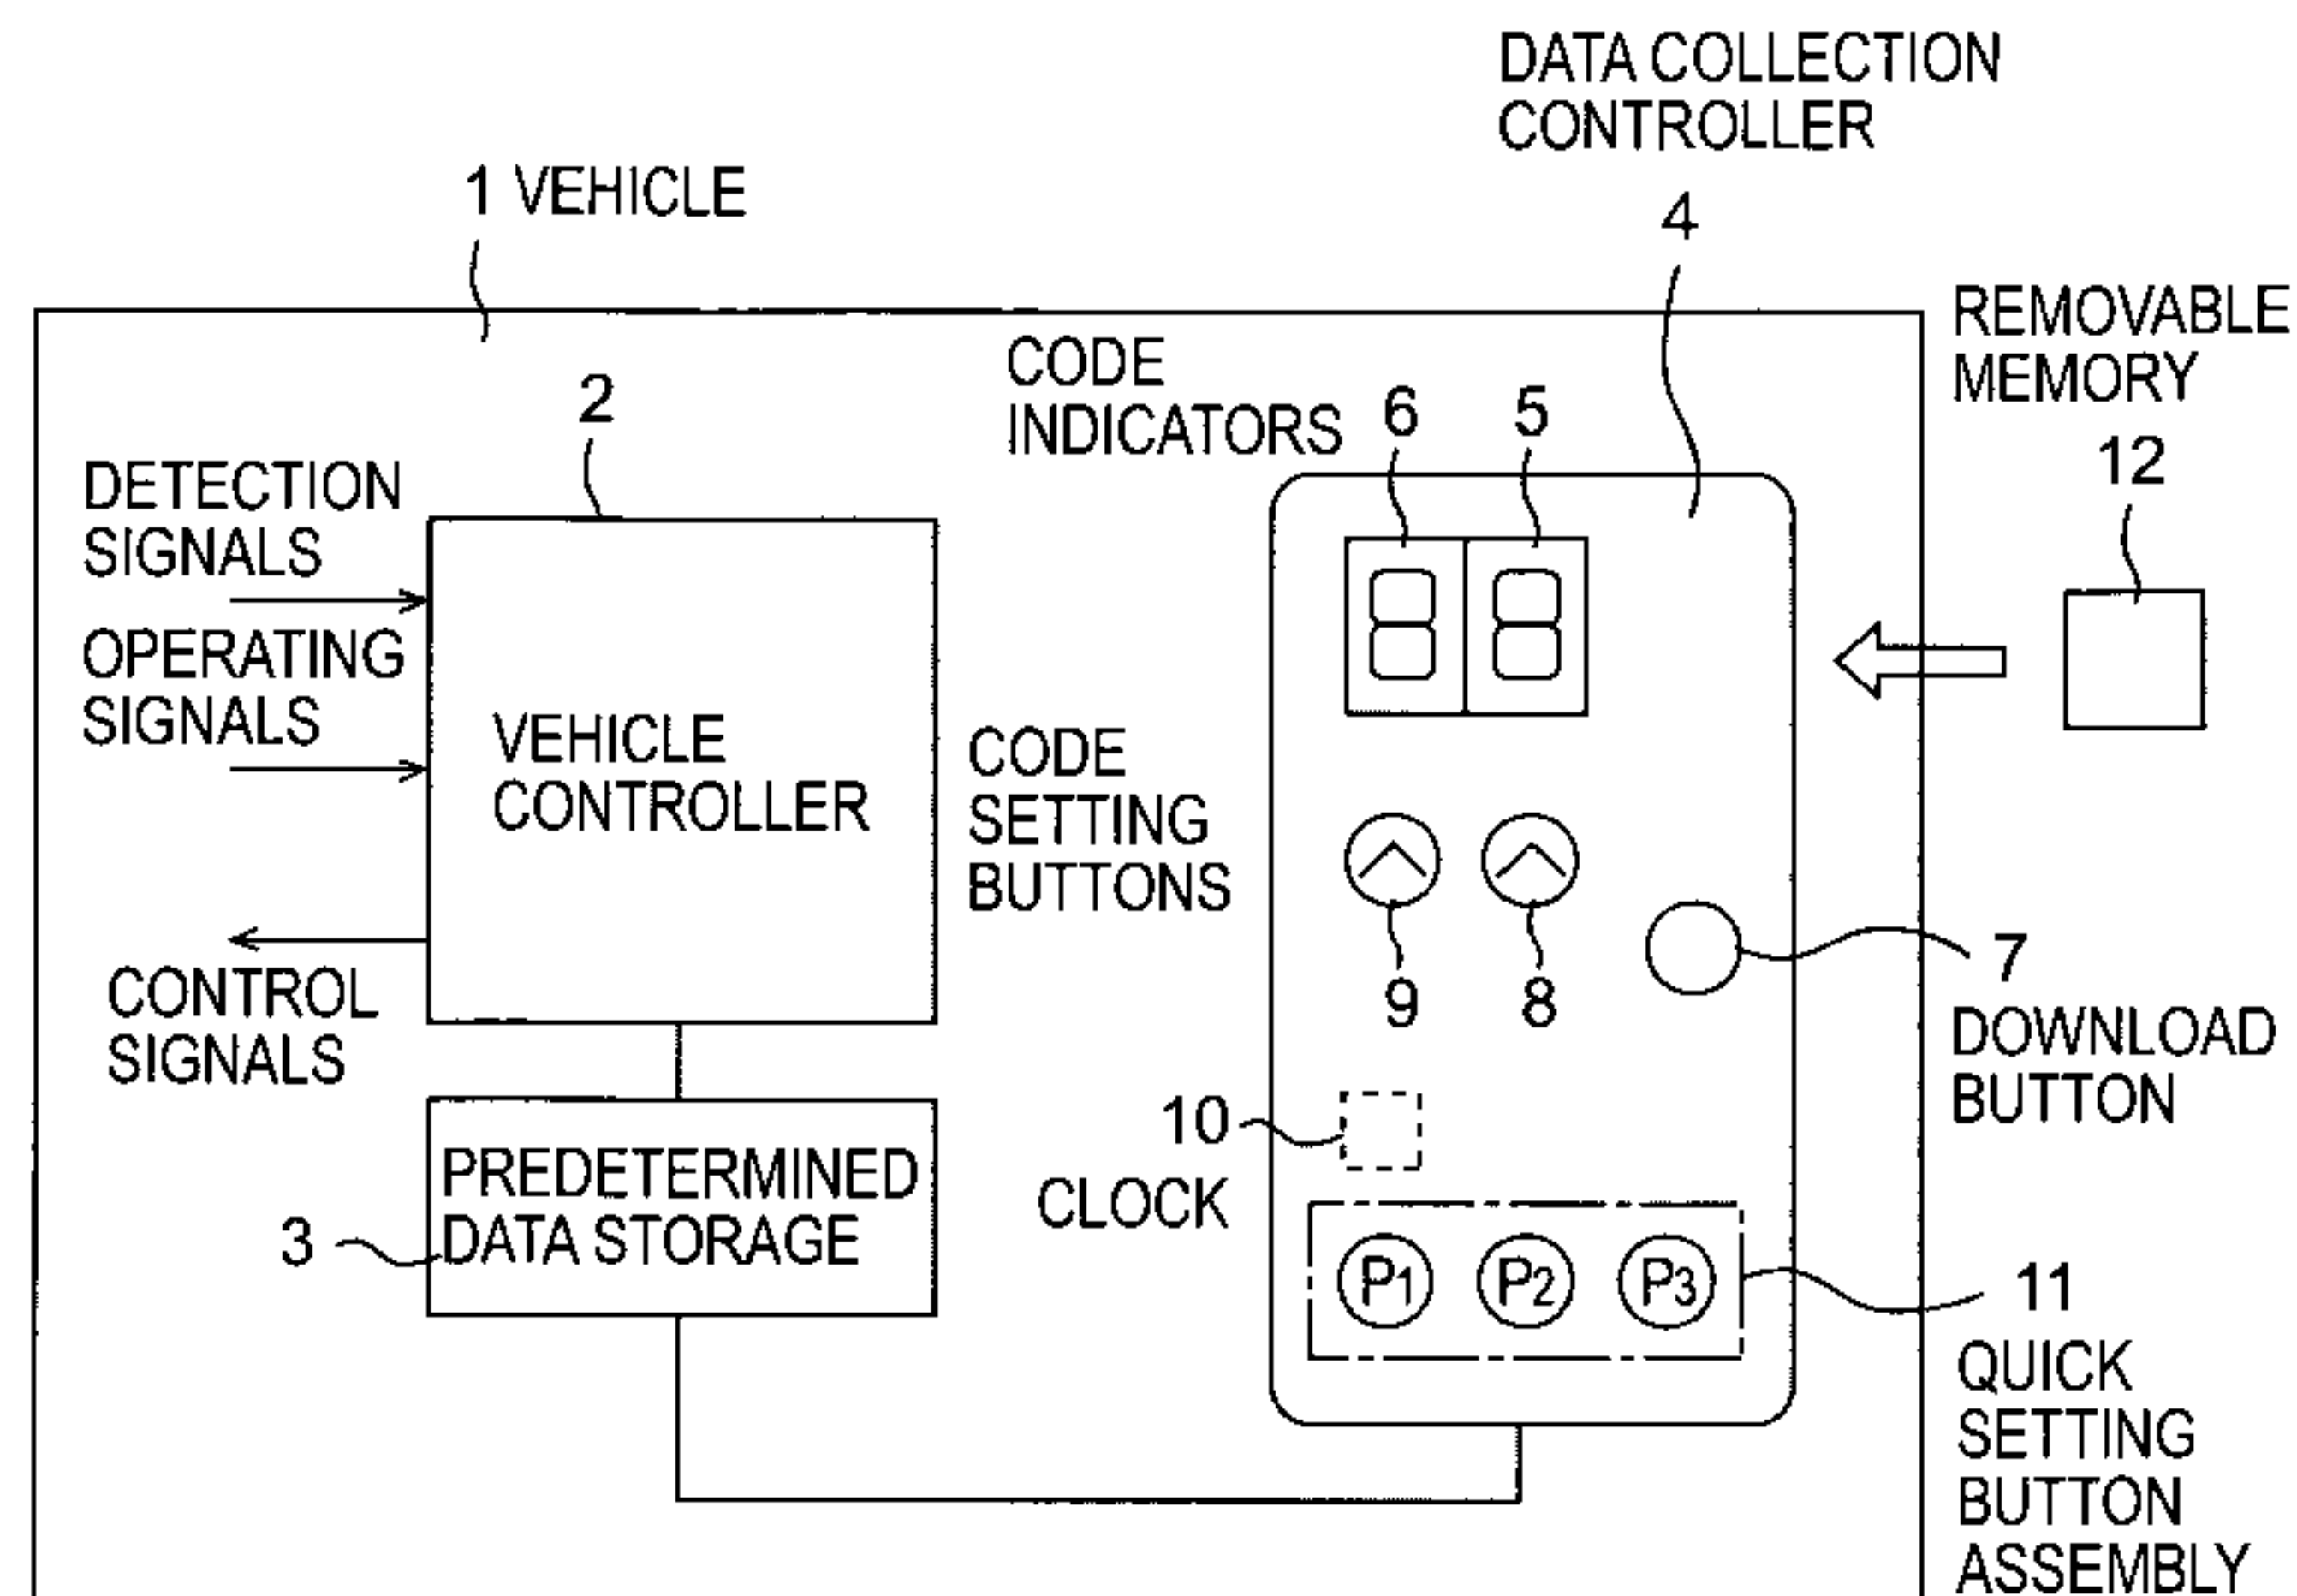 DATA COLLECTION
CONTROLLER
4
1 VEHICLE
REMOVABLE
MEMORY
12
CODE
INDICATORS
6 5
2
DETECTION
SIGNALS
OPERATING
SIGNALS
VEHICLE
CONTROLLER
CONTROL
SIGNALS
CODE
SETTING
BUTTONS
9 8
7
DOWNLOAD
BUTTON
10
CLOCK
3
PREDETERMINED
DATA STORAGE
P1 P2 P3
11
QUICK
SETTING
BUTTON
ASSEMBLY